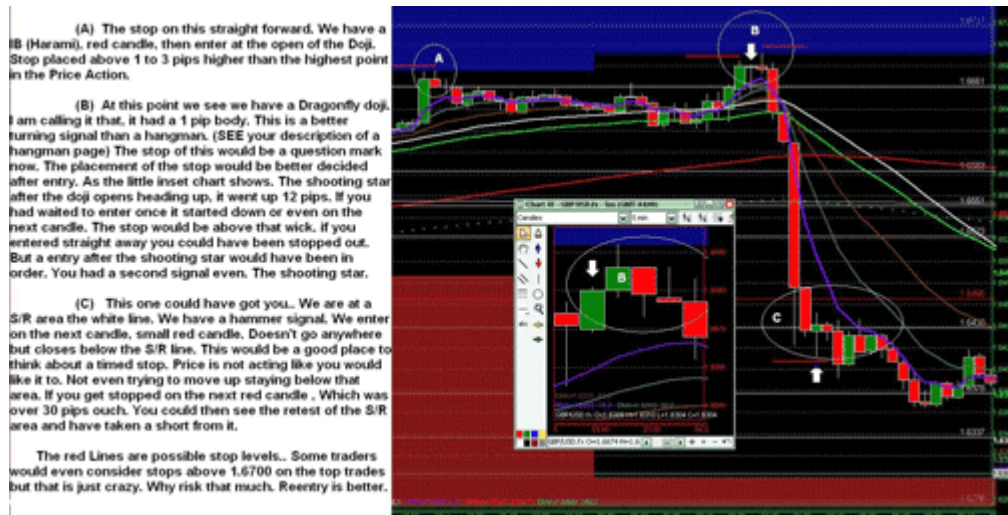 (A) The stop on this straight forward. We have a
IB (Harami), red candle, then enter at the open of the Doji.
Stop placed above 1 to 3 pips higher than the highest point
in the Price Action.
(B) At this point we see we have a Dragonfly doji.
I am calling it that, it had a 1 pip body. This is a better
turning signal than a hangman. (SEE your description of a
hangman page) The stop of this would be a question mark
now. The placement of the stop would be better decided
after entry. As the little inset chart shows. The shooting star
after the doji opens heading up, it went up 12 pips. If you
had waited to enter once it started down or even on the
next candle. The stop would be above that wick. if you
entered straight away you could have been stopped out.
But a entry after the shooting star would have been in
order. You had a second signal even. The shooting star.
(C) This one could have got you.. We are at a
S/R area the white line. We have a hammer signal. We enter
on the next candle, small red candle. Doesn't go anywhere
but closes below the S/R line. This would be a good place to
think about a timed stop. Price is not acting like you would
like it to. Not even trying to move up staying below that
area. If you get stopped on the next red candle , Which was
over 30 pips ouch. You could then see the retest of the S/R
area and have taken a short from it.
The red Lines are possible stop levels.. Some traders
would even consider stops above 1.6700 on the top trades
but that is just crazy. Why risk that much. Reentry is better.
A
B
C
Candles
5 min
B